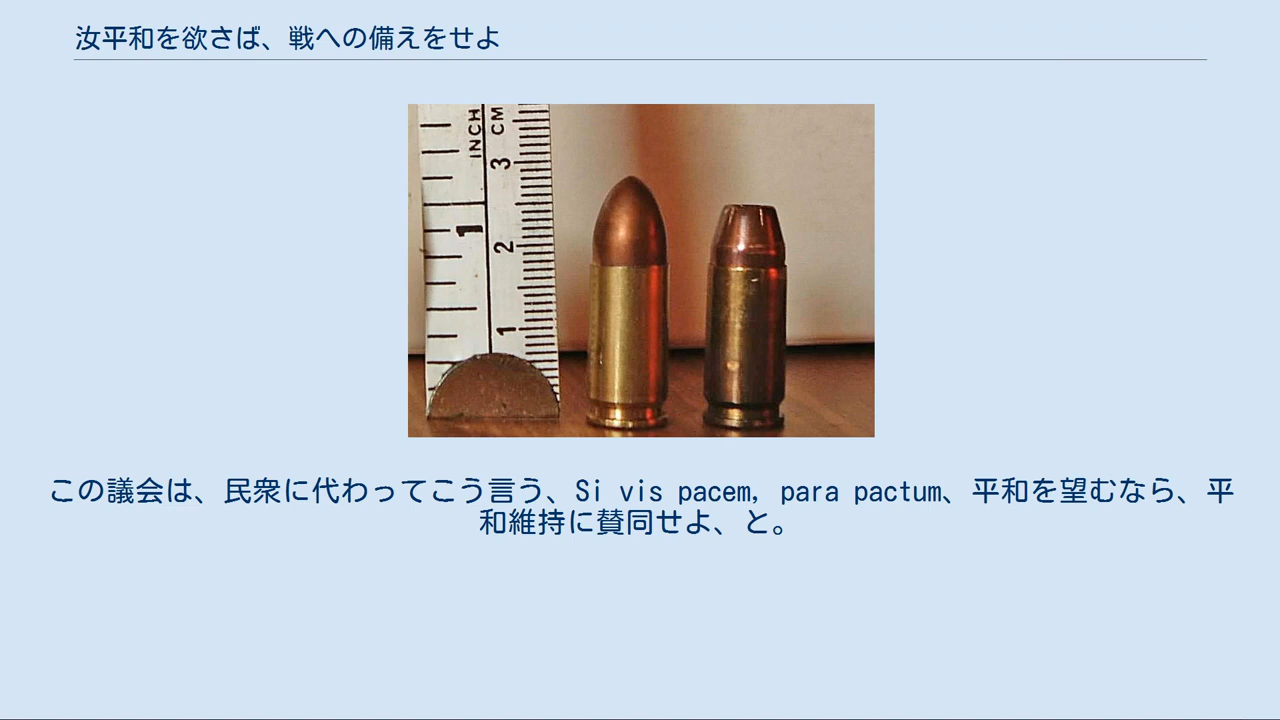 汝平和を欲さば、戦への備えをせよ
INCH
CM
3
1
2
1
この議会は、民衆に代わってこう言う、Si vis pacem, para pactum、平和を望むなら、平
和維持に賛同せよ、と。